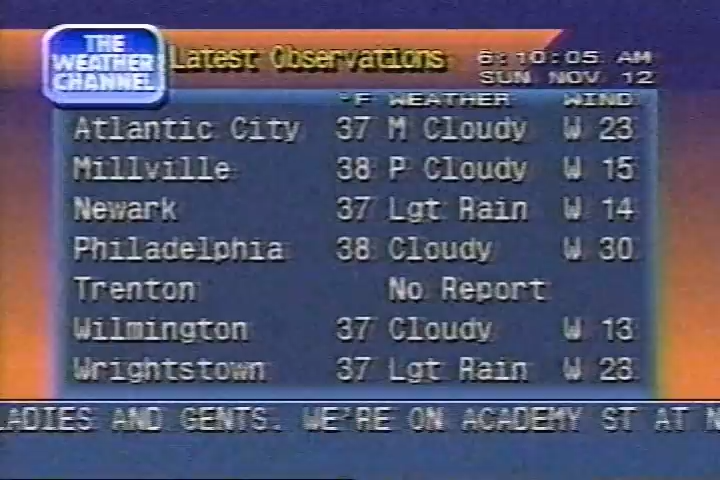 THE
WEATHER
CHANNEL
Latest Observations
6:10:05 AM
SUN NOV 12
°F WEATHER WIND
Atlantic City 37 M Cloudy W 23
Millville 38 P Cloudy W 15
Newark 37 Lgt Rain W 14
Philadelphia 38 Cloudy W 30
Trenton No Report
Wilmington 37 Cloudy W 13
Wrightstown 37 Lgt Rain W 23
LADIES AND GENTS. WE'RE ON ACADEMY ST AT N